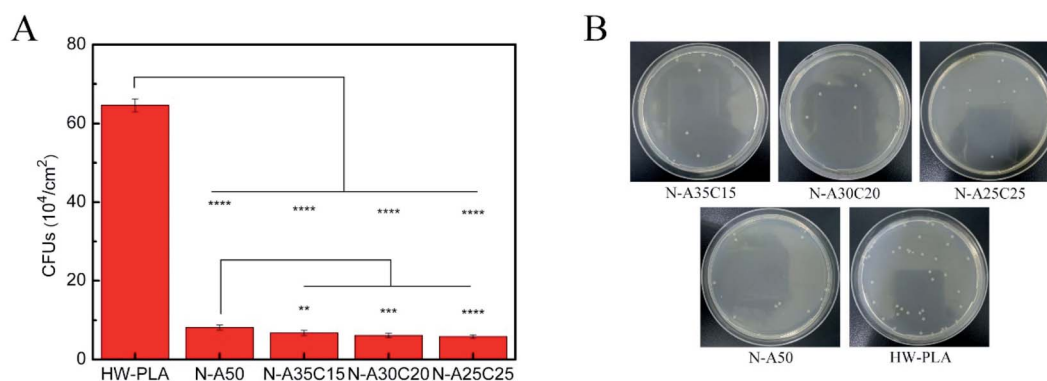 A
80
60
40
20
0
CFUs (10⁴/cm²)
****
****
****
****
**
***
****
HW-PLA
N-A50
N-A35C15
N-A30C20
N-A25C25
B
N-A35C15
N-A30C20
N-A25C25
N-A50
HW-PLA